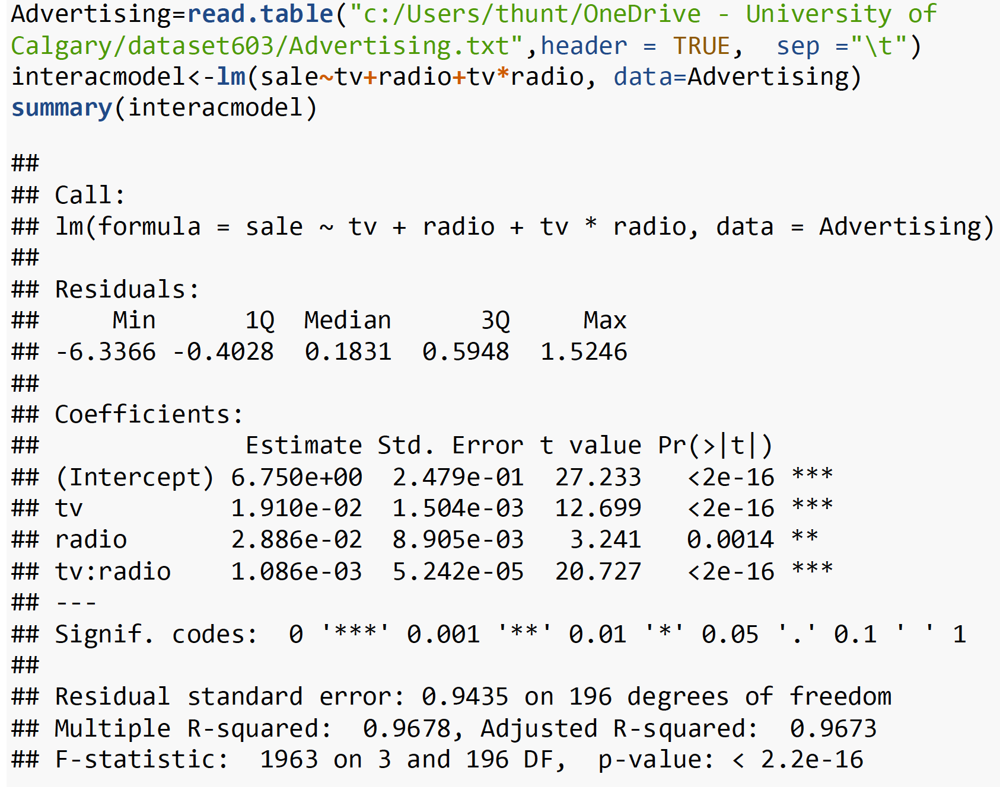 Advertising=read.table("c:/Users/thunt/OneDrive - University of
Calgary/dataset603/Advertising.txt",header = TRUE,  sep ="\t")
interacmodel<-lm(sale~tv+radio+tv*radio, data=Advertising)
summary(interacmodel)
##
## Call:
## lm(formula = sale ~ tv + radio + tv * radio, data = Advertising)
##
## Residuals:
##     Min      1Q  Median      3Q     Max
## -6.3366 -0.4028  0.1831  0.5948  1.5246
##
## Coefficients:
##              Estimate Std. Error t value Pr(>|t|)
## (Intercept) 6.750e+00  2.479e-01  27.233   <2e-16 ***
## tv          1.910e-02  1.504e-03  12.699   <2e-16 ***
## radio       2.886e-02  8.905e-03   3.241   0.0014 **
## tv:radio    1.086e-03  5.242e-05  20.727   <2e-16 ***
## ---
## Signif. codes:  0 '***' 0.001 '**' 0.01 '*' 0.05 '.' 0.1 ' ' 1
##
## Residual standard error: 0.9435 on 196 degrees of freedom
## Multiple R-squared:  0.9678, Adjusted R-squared:  0.9673
## F-statistic:  1963 on 3 and 196 DF,  p-value: < 2.2e-16